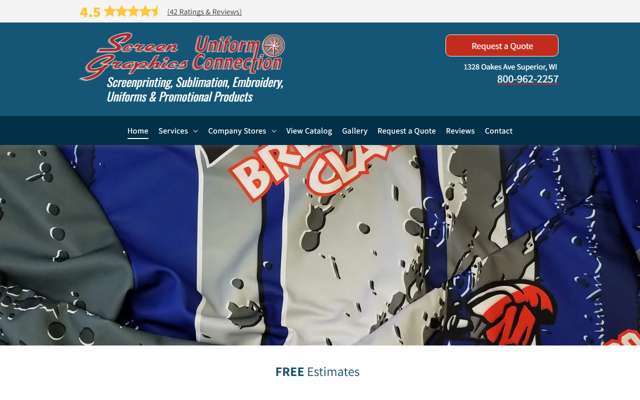 4.5 (42 Ratings & Reviews)
Screen Graphics
Uniform Connection
Screenprinting, Sublimation, Embroidery,
Uniforms & Promotional Products
Request a Quote
1328 Oakes Ave Superior, WI
800-962-2257
Home Services Company Stores View Catalog Gallery Request a Quote Reviews Contact
FREE Estimates